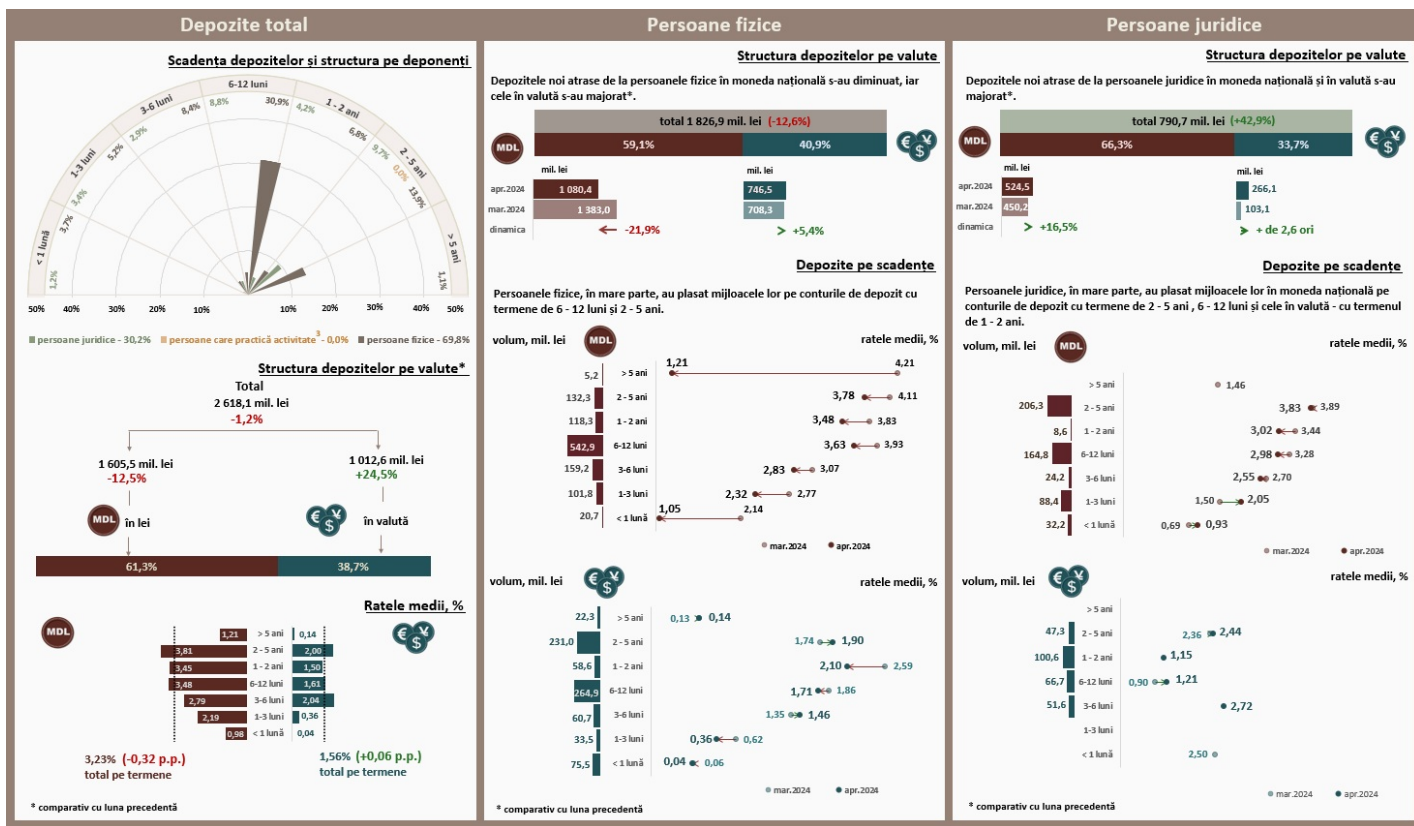 Depozite total
Scadența depozitelor și structura pe deponenți
< 1 lună
1-3 luni
3-6 luni
6-12 luni
1 - 2 ani
2 - 5 ani
> 5 ani
1,2%
3,7%
3,4%
5,2%
2,9%
8,4%
8,8%
30,9%
4,2%
6,8%
9,7%
0,0%
13,9%
1,1%
50% 40% 30% 20% 10% 10% 20% 30% 40% 50%
persoane juridice - 30,2% persoane care practică activitate 3 - 0,0% persoane fizice - 69,8%
Structura depozitelor pe valute*
Total
2 618,1 mil. lei
-1,2%
1 605,5 mil. lei
-12,5%
1 012,6 mil. lei
+24,5%
MDL în lei
€ ¥ $ în valută
61,3% 38,7%
Ratele medii, %
MDL
€ ¥ $
1,21 > 5 ani 0,14
3,81 2 - 5 ani 2,00
3,45 1 - 2 ani 1,50
3,48 6-12 luni 1,61
2,79 3-6 luni 2,04
2,19 1-3 luni 0,36
0,98 < 1 lună 0,04
3,23% (-0,32 p.p.)
total pe termene
1,56% (+0,06 p.p.)
total pe termene
* comparativ cu luna precedentă
Persoane fizice
Structura depozitelor pe valute
Depozitele noi atrase de la persoanele fizice în moneda națională s-au diminuat, iar
cele în valută s-au majorat*.
total 1 826,9 mil. lei (-12,6%)
MDL 59,1% 40,9% € ¥ $
mil. lei mil. lei
apr.2024 1 080,4 746,5
mar.2024 1 383,0 708,3
dinamica -21,9% +5,4%
Depozite pe scadențe
Persoanele fizice, în mare parte, au plasat mijloacele lor pe conturile de depozit cu
termene de 6 - 12 luni și 2 - 5 ani.
volum, mil. lei MDL ratele medii, %
5,2 > 5 ani 1,21 4,21
132,3 2 - 5 ani 3,78 4,11
118,3 1 - 2 ani 3,48 3,83
542,9 6-12 luni 3,63 3,93
159,2 3-6 luni 2,83 3,07
101,8 1-3 luni 2,32 2,77
20,7 < 1 lună 1,05 2,14
mar.2024 apr.2024
volum, mil. lei € ¥ $ ratele medii, %
22,3 > 5 ani 0,13 0,14
231,0 2 - 5 ani 1,74 1,90
58,6 1 - 2 ani 2,10 2,59
264,9 6-12 luni 1,71 1,86
60,7 3-6 luni 1,35 1,46
33,5 1-3 luni 0,36 0,62
75,5 < 1 lună 0,04 0,06
mar.2024 apr.2024
* comparativ cu luna precedentă
Persoane juridice
Structura depozitelor pe valute
Depozitele noi atrase de la persoanele juridice în moneda națională și în valută s-au
majorat*.
total 790,7 mil. lei (+42,9%)
MDL 66,3% 33,7% € ¥ $
mil. lei mil. lei
apr.2024 524,5 266,1
mar.2024 450,2 103,1
dinamica +16,5% + de 2,6 ori
Depozite pe scadențe
Persoanele juridice, în mare parte, au plasat mijloacele lor în moneda națională pe
conturile de depozit cu termene de 2 - 5 ani , 6 - 12 luni și cele în valută - cu termenul
de 1 - 2 ani.
volum, mil. lei MDL ratele medii, %
> 5 ani 1,46
206,3 2 - 5 ani 3,83 3,89
8,6 1 - 2 ani 3,02 3,44
164,8 6-12 luni 2,98 3,28
24,2 3-6 luni 2,55 2,70
88,4 1-3 luni 1,50 2,05
32,2 < 1 lună 0,69 0,93
mar.2024 apr.2024
volum, mil. lei € ¥ $ ratele medii, %
> 5 ani
47,3 2 - 5 ani 2,36 2,44
100,6 1 - 2 ani 1,15
66,7 6-12 luni 0,90 1,21
51,6 3-6 luni 2,72
1-3 luni
< 1 lună 2,50
mar.2024 apr.2024
* comparativ cu luna precedentă